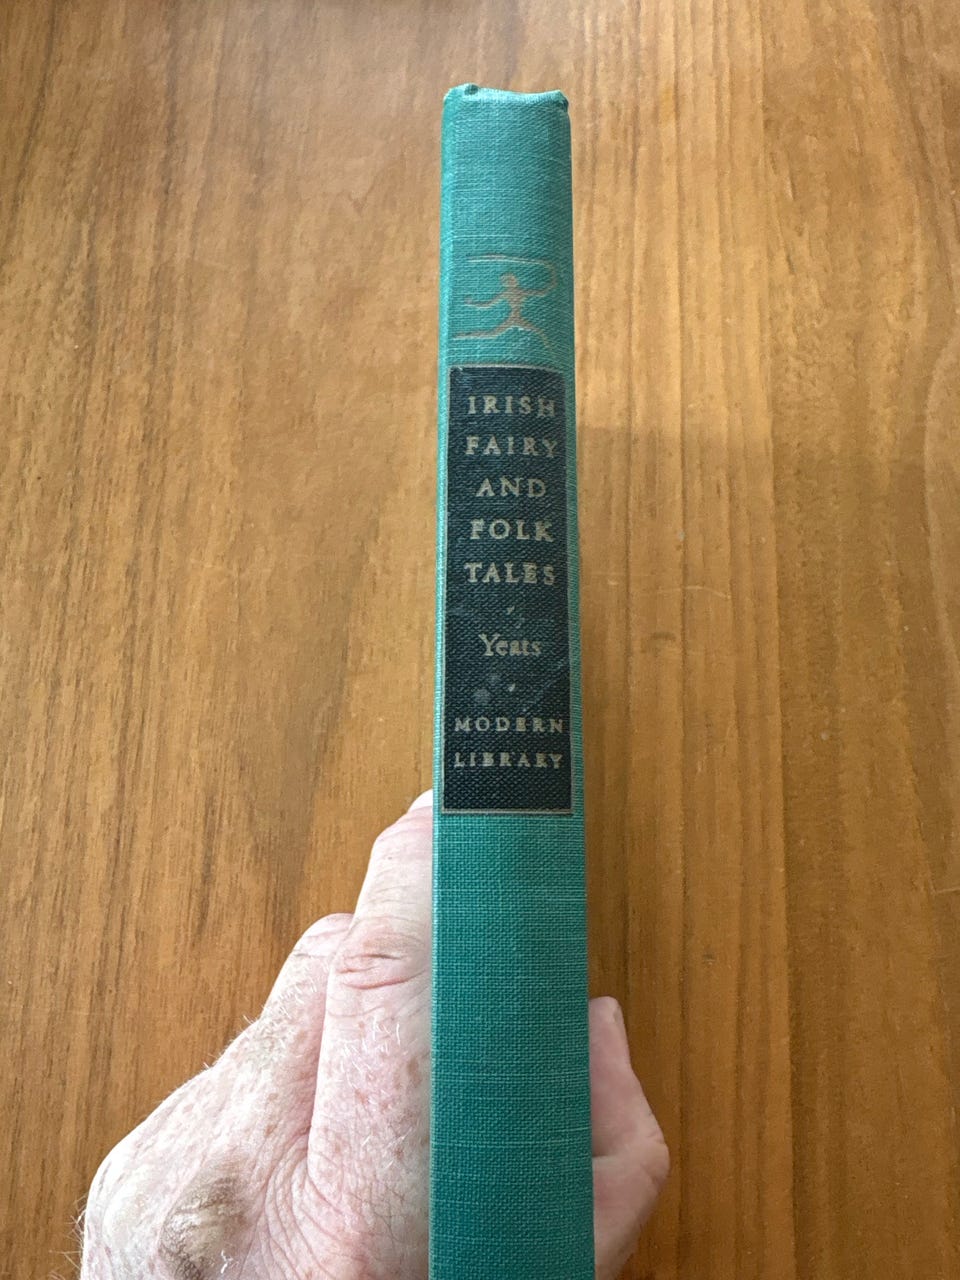 IRISH
FAIRY
AND
FOLK
TALES
Yeats
MODERN
LIBRARY